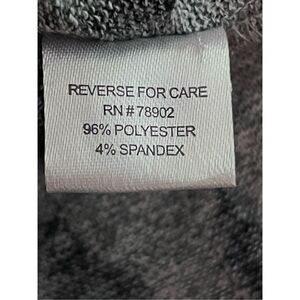 REVERSE FOR CARE
RN # 78902
96% POLYESTER
4% SPANDEX